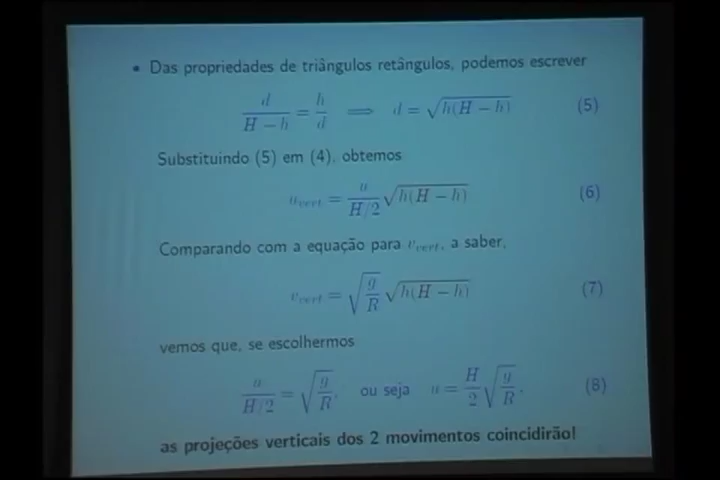 • Das propriedades de triângulos retângulos, podemos escrever
d/(H − h) = h/d ⟹ d = √(h(H − h)) (5)
Substituindo (5) em (4), obtemos
u_vert = u/(H/2) √(h(H − h)) (6)
Comparando com a equação para v_vert, a saber,
v_vert = √(g/R) √(h(H − h)) (7)
vemos que, se escolhermos
u/(H/2) = √(g/R), ou seja u = H/2 √(g/R). (8)
as projeções verticais dos 2 movimentos coincidirão!